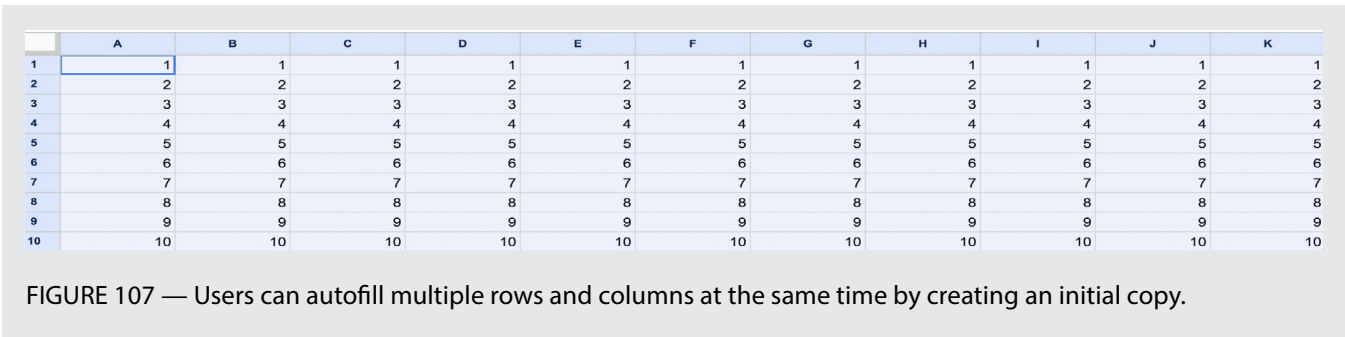 A B C D E F G H I J K
1 1 1 1 1 1 1 1 1 1 1 1
2 2 2 2 2 2 2 2 2 2 2 2
3 3 3 3 3 3 3 3 3 3 3 3
4 4 4 4 4 4 4 4 4 4 4 4
5 5 5 5 5 5 5 5 5 5 5 5
6 6 6 6 6 6 6 6 6 6 6 6
7 7 7 7 7 7 7 7 7 7 7 7
8 8 8 8 8 8 8 8 8 8 8 8
9 9 9 9 9 9 9 9 9 9 9 9
10 10 10 10 10 10 10 10 10 10 10 10
FIGURE 107 — Users can autofill multiple rows and columns at the same time by creating an initial copy.